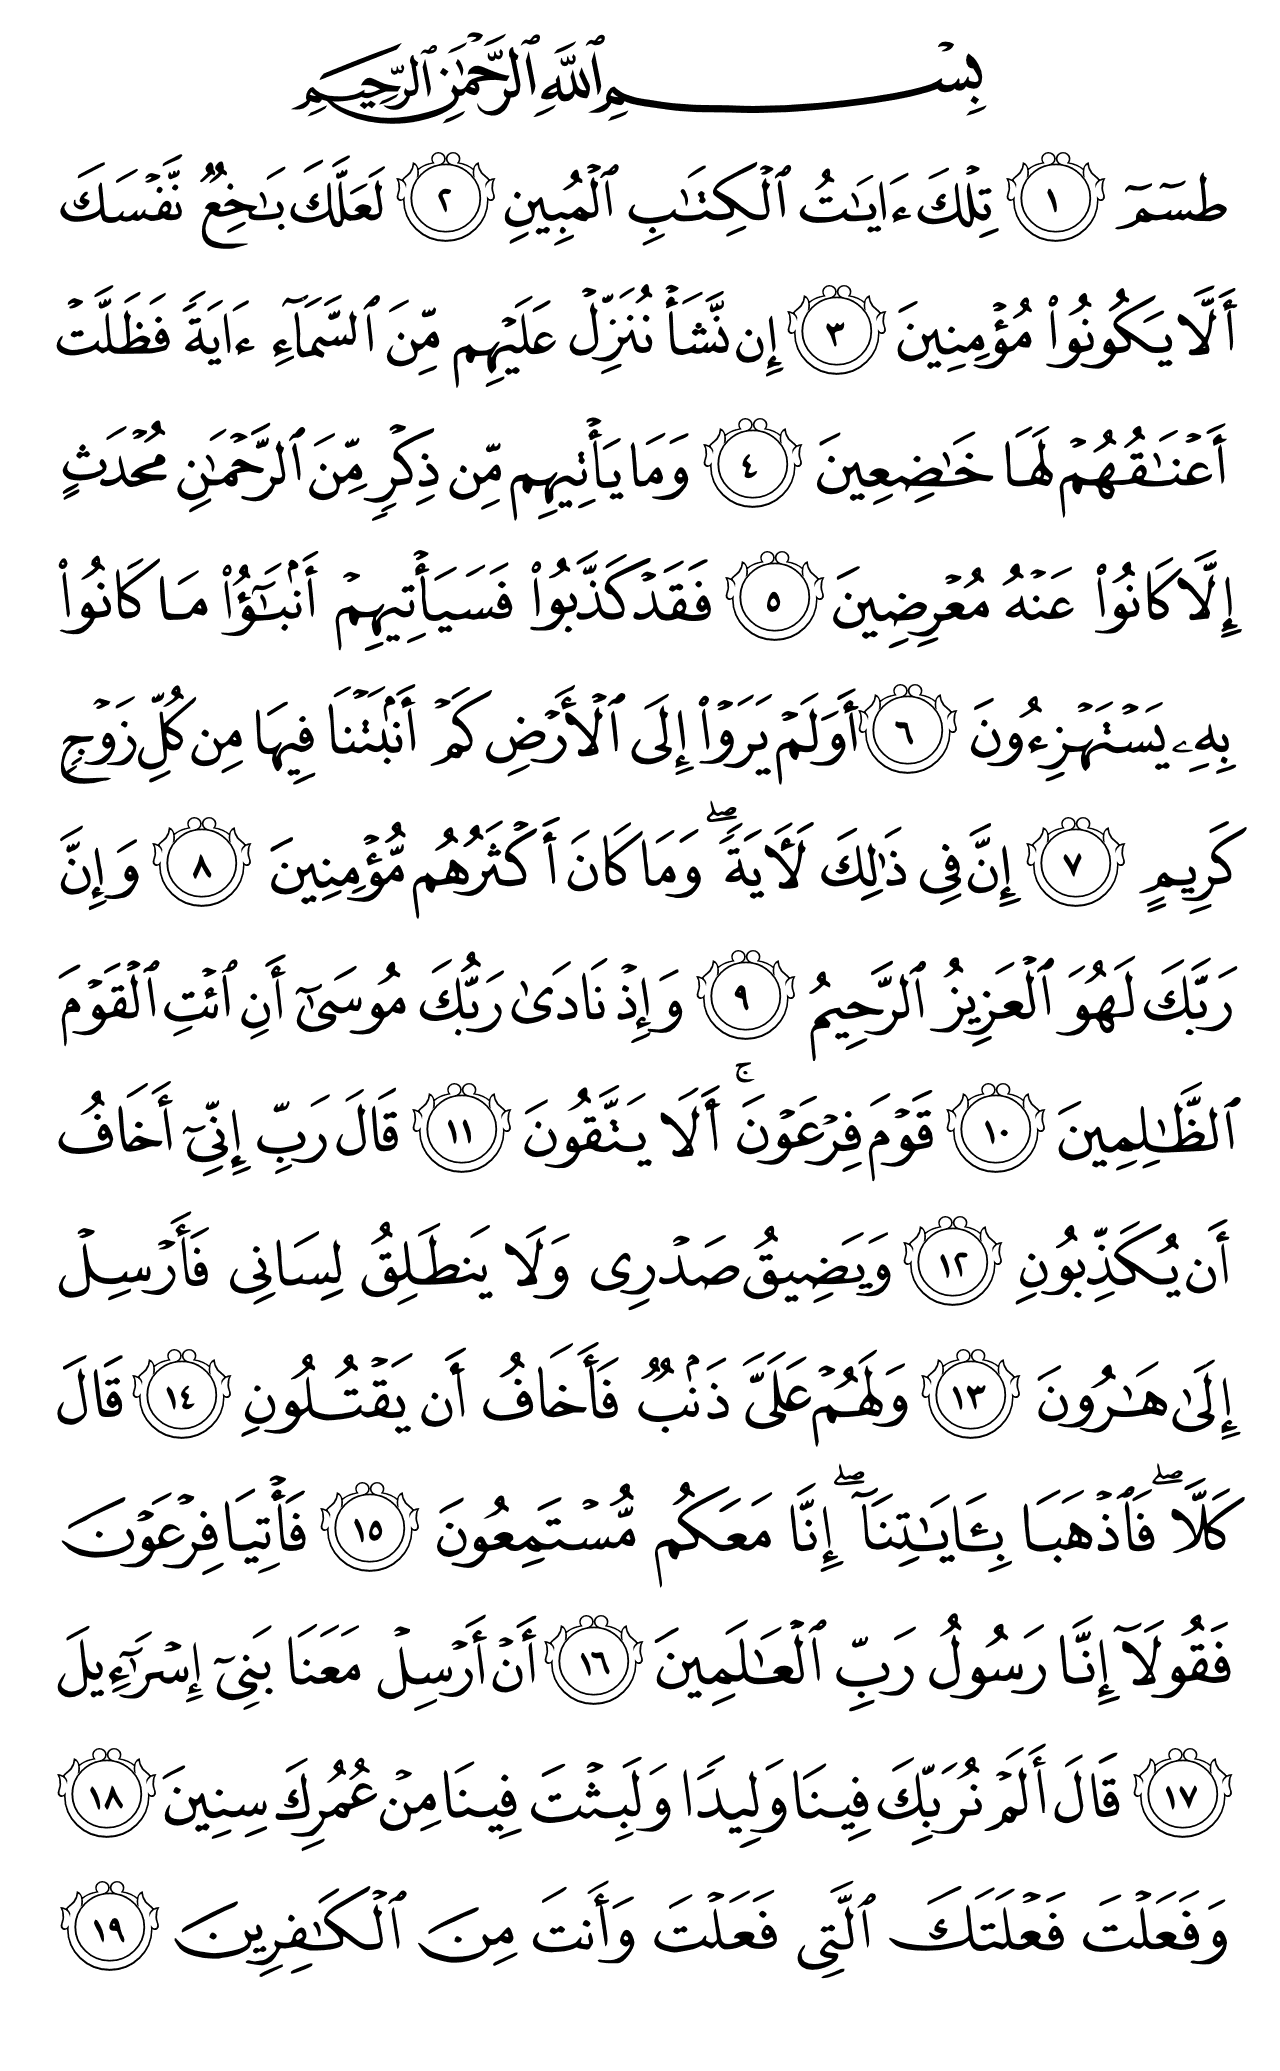 بِسْمِ ٱللَّهِ ٱلرَّحْمَٰنِ ٱلرَّحِيمِ
طسٓمٓ ١ تِلْكَ ءَايَٰتُ ٱلْكِتَٰبِ ٱلْمُبِينِ ٢ لَعَلَّكَ بَٰخِعٌ نَّفْسَكَ
أَلَّا يَكُونُوا۟ مُؤْمِنِينَ ٣ إِن نَّشَأْ نُنَزِّلْ عَلَيْهِم مِّنَ ٱلسَّمَآءِ ءَايَةً فَظَلَّتْ
أَعْنَٰقُهُمْ لَهَا خَٰضِعِينَ ٤ وَمَا يَأْتِيهِم مِّن ذِكْرٍ مِّنَ ٱلرَّحْمَٰنِ مُحْدَثٍ
إِلَّا كَانُوا۟ عَنْهُ مُعْرِضِينَ ٥ فَقَدْ كَذَّبُوا۟ فَسَيَأْتِيهِمْ أَنۢبَٰٓؤُا۟ مَا كَانُوا۟
بِهِۦ يَسْتَهْزِءُونَ ٦ أَوَلَمْ يَرَوْا۟ إِلَى ٱلْأَرْضِ كَمْ أَنۢبَتْنَا فِيهَا مِن كُلِّ زَوْجٍ
كَرِيمٍ ٧ إِنَّ فِى ذَٰلِكَ لَءَايَةً ۖ وَمَا كَانَ أَكْثَرُهُم مُّؤْمِنِينَ ٨ وَإِنَّ
رَبَّكَ لَهُوَ ٱلْعَزِيزُ ٱلرَّحِيمُ ٩ وَإِذْ نَادَىٰ رَبُّكَ مُوسَىٰٓ أَنِ ٱئْتِ ٱلْقَوْمَ
ٱلظَّٰلِمِينَ ١٠ قَوْمَ فِرْعَوْنَ ۚ أَلَا يَتَّقُونَ ١١ قَالَ رَبِّ إِنِّىٓ أَخَافُ
أَن يُكَذِّبُونِ ١٢ وَيَضِيقُ صَدْرِى وَلَا يَنطَلِقُ لِسَانِى فَأَرْسِلْ
إِلَىٰ هَٰرُونَ ١٣ وَلَهُمْ عَلَىَّ ذَنۢبٌ فَأَخَافُ أَن يَقْتُلُونِ ١٤ قَالَ
كَلَّا ۖ فَٱذْهَبَا بِـَٔايَٰتِنَآ ۖ إِنَّا مَعَكُم مُّسْتَمِعُونَ ١٥ فَأْتِيَا فِرْعَوْنَ
فَقُولَآ إِنَّا رَسُولُ رَبِّ ٱلْعَٰلَمِينَ ١٦ أَنْ أَرْسِلْ مَعَنَا بَنِىٓ إِسْرَٰٓءِيلَ
١٧ قَالَ أَلَمْ نُرَبِّكَ فِينَا وَلِيدًا وَلَبِثْتَ فِينَا مِنْ عُمُرِكَ سِنِينَ ١٨
وَفَعَلْتَ فَعْلَتَكَ ٱلَّتِى فَعَلْتَ وَأَنتَ مِنَ ٱلْكَٰفِرِينَ ١٩